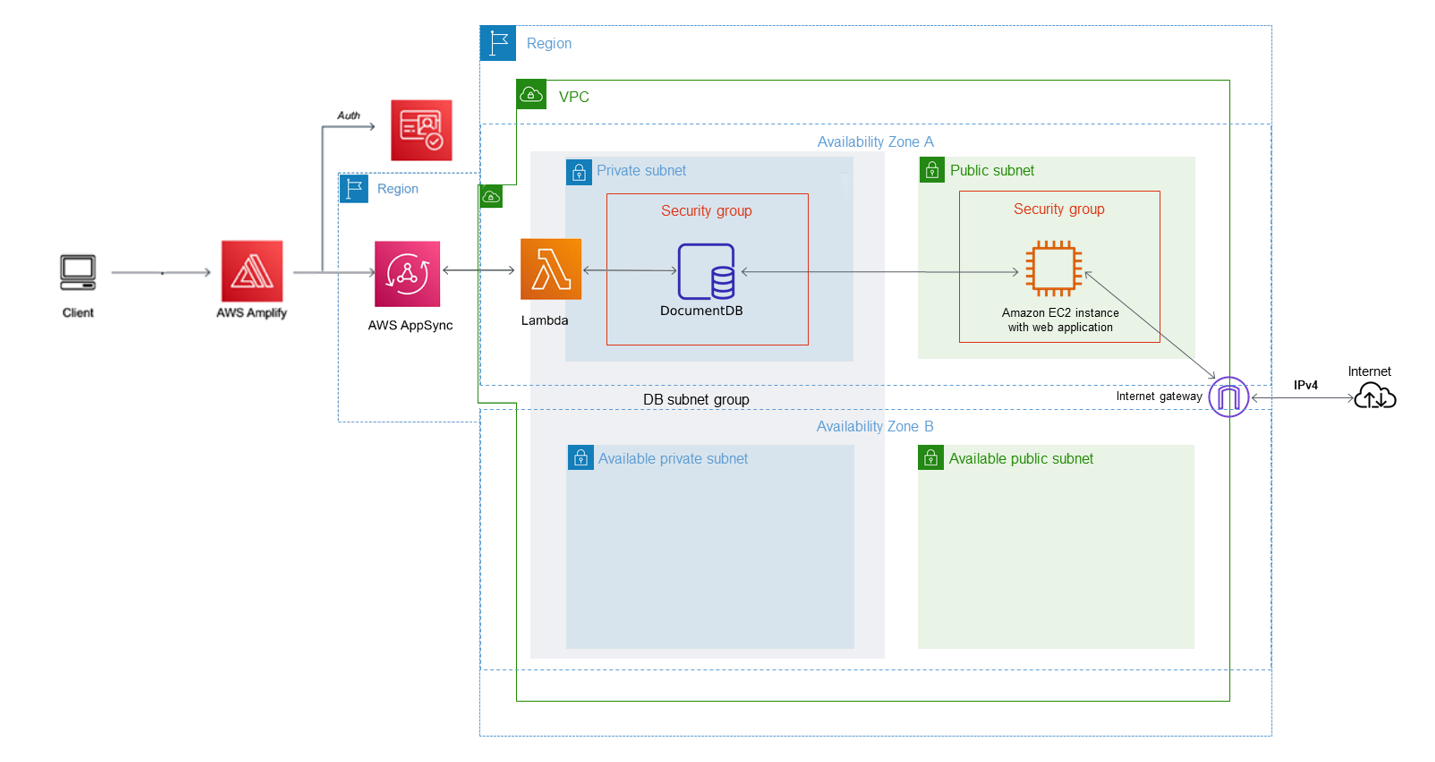 Region
VPC
Auth
Availability Zone A
Private subnet
Public subnet
Region
Security group
Security group
Client
AWS Amplify
AWS AppSync
Lambda
DocumentDB
Amazon EC2 instance
with web application
Internet
IPv4
Internet gateway
DB subnet group
Availability Zone B
Available private subnet
Available public subnet